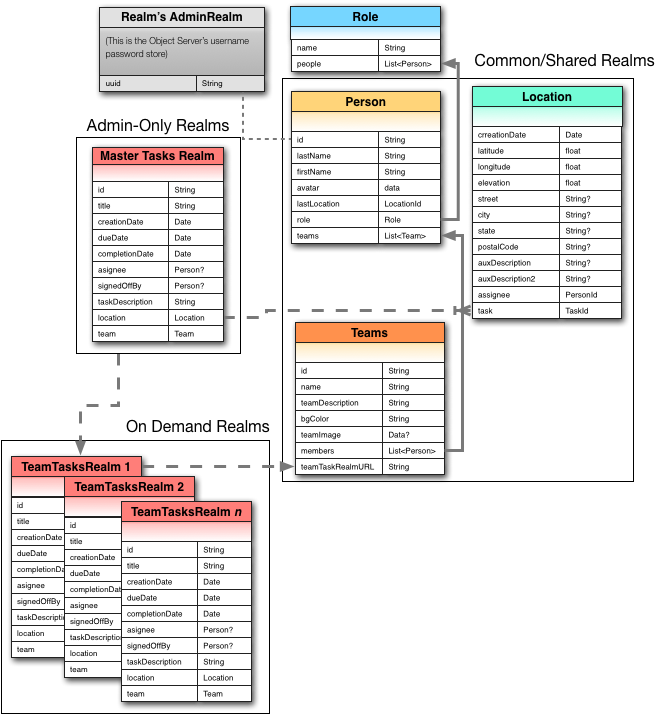 Realm's AdminRealm
(This is the Object Server's username
password store)
uuid String
Role
name String
people List<Person>
Common/Shared Realms
Person
id String
lastName String
firstName String
avatar data
lastLocation LocationId
role Role
teams List<Team>
Location
crreationDate Date
latitude float
longitude float
elevation float
street String?
city String?
state String?
postalCode String?
auxDescription String?
auxDescription2 String?
assignee PersonId
task TaskId
Admin-Only Realms
Master Tasks Realm
id String
title String
creationDate Date
dueDate Date
completionDate Date
asignee Person?
signedOffBy Person?
taskDescription String
location Location
team Team
Teams
id String
name String
teamDescription String
bgColor String
teamImage Data?
members List<Person>
teamTaskRealmURL String
On Demand Realms
TeamTasksRealm 1
id
title
creationDate
dueDate
completionDa
asignee
signedOffBy
taskDescripti
location
team
TeamTasksRealm 2
id
title
creationDate
dueDate
completionDat
asignee
signedOffBy
taskDescription
location
team
TeamTasksRealm n
id String
title String
creationDate Date
dueDate Date
completionDate Date
asignee Person?
signedOffBy Person?
taskDescription String
location Location
team Team